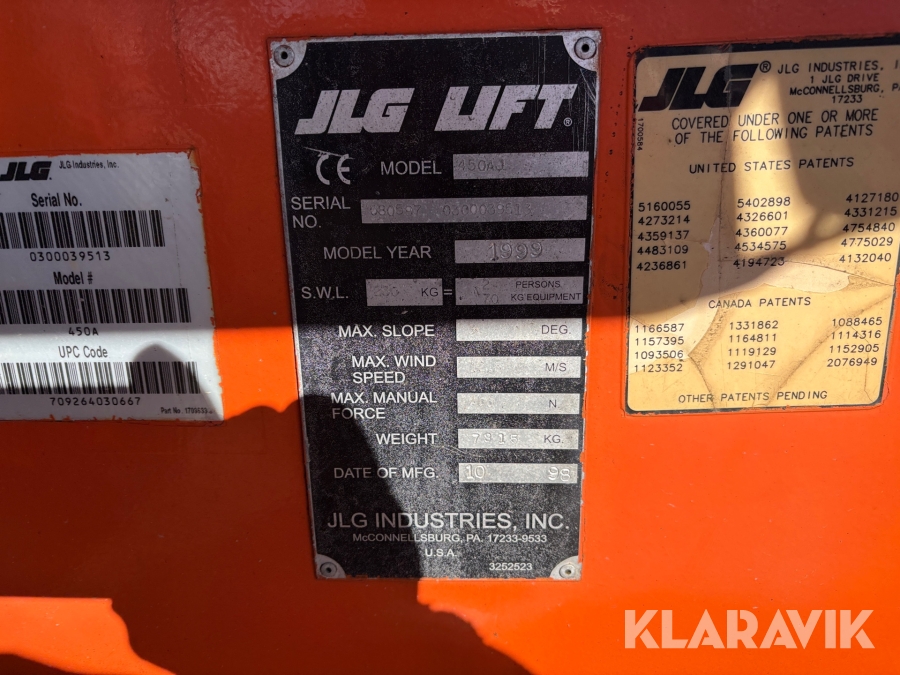 JLG JLG Industries, Inc.
Serial No.
0300039513
Model #
450A
UPC Code
709264030667
Part No
JLG LIFT®
CE MODEL 450AJ
SERIAL NO.
MODEL YEAR 1999
S.W.L. KG = 2 PERSONS
+ 70 KG EQUIPMENT
MAX. SLOPE DEG.
MAX. WIND SPEED M/S
MAX. MANUAL FORCE N.
WEIGHT KG.
DATE OF MFG. 10 98
JLG INDUSTRIES, INC.
McCONNELLSBURG, PA. 17233-9533
U.S.A.
3252523
JLG® JLG INDUSTRIES, I
1 JLG DRIVE
McCONNELLSBURG, PA
17233
1700584
COVERED UNDER ONE OR MORE
OF THE FOLLOWING PATENTS
UNITED STATES PATENTS
5160055 5402898 4127180
4273214 4326601 4331215
4359137 4360077 4754840
4483109 4534575 4775029
4236861 4194723 4132040
CANADA PATENTS
1166587 1331862 1088465
1157395 1164811 1114316
1093506 1119129 1152905
1123352 1291047 2076949
OTHER PATENTS PENDING
KLARAVIK